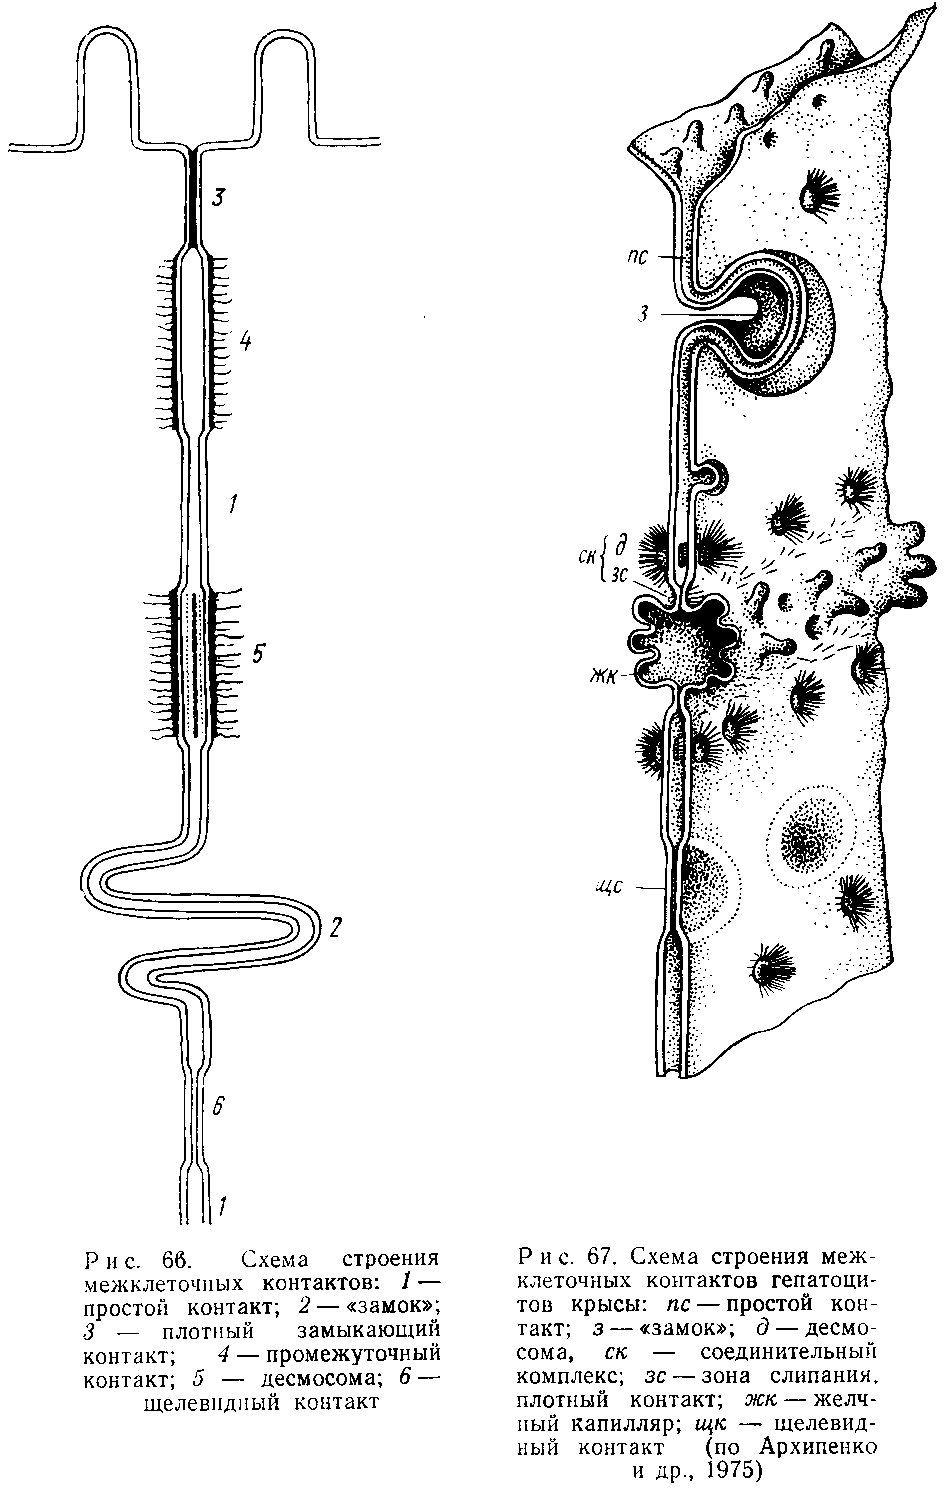 3
4
1
5
2
6
1
Рис. 66. Схема строения
межклеточных контактов: 1 —
простой контакт; 2 — «замок»;
3 — плотный замыкающий
контакт; 4 — промежуточный
контакт; 5 — десмосома; 6 —
щелевидный контакт
пс
з
ск { д
зс
жк
щс
Рис. 67. Схема строения меж-
клеточных контактов гепатоци-
тов крысы: пс — простой кон-
такт; з — «замок»; д — десмо-
сома, ск — соединительный
комплекс; зс — зона слипания,
плотный контакт; жк — желч-
ный капилляр; щк — щелевид-
ный контакт (по Архипенко
и др., 1975)